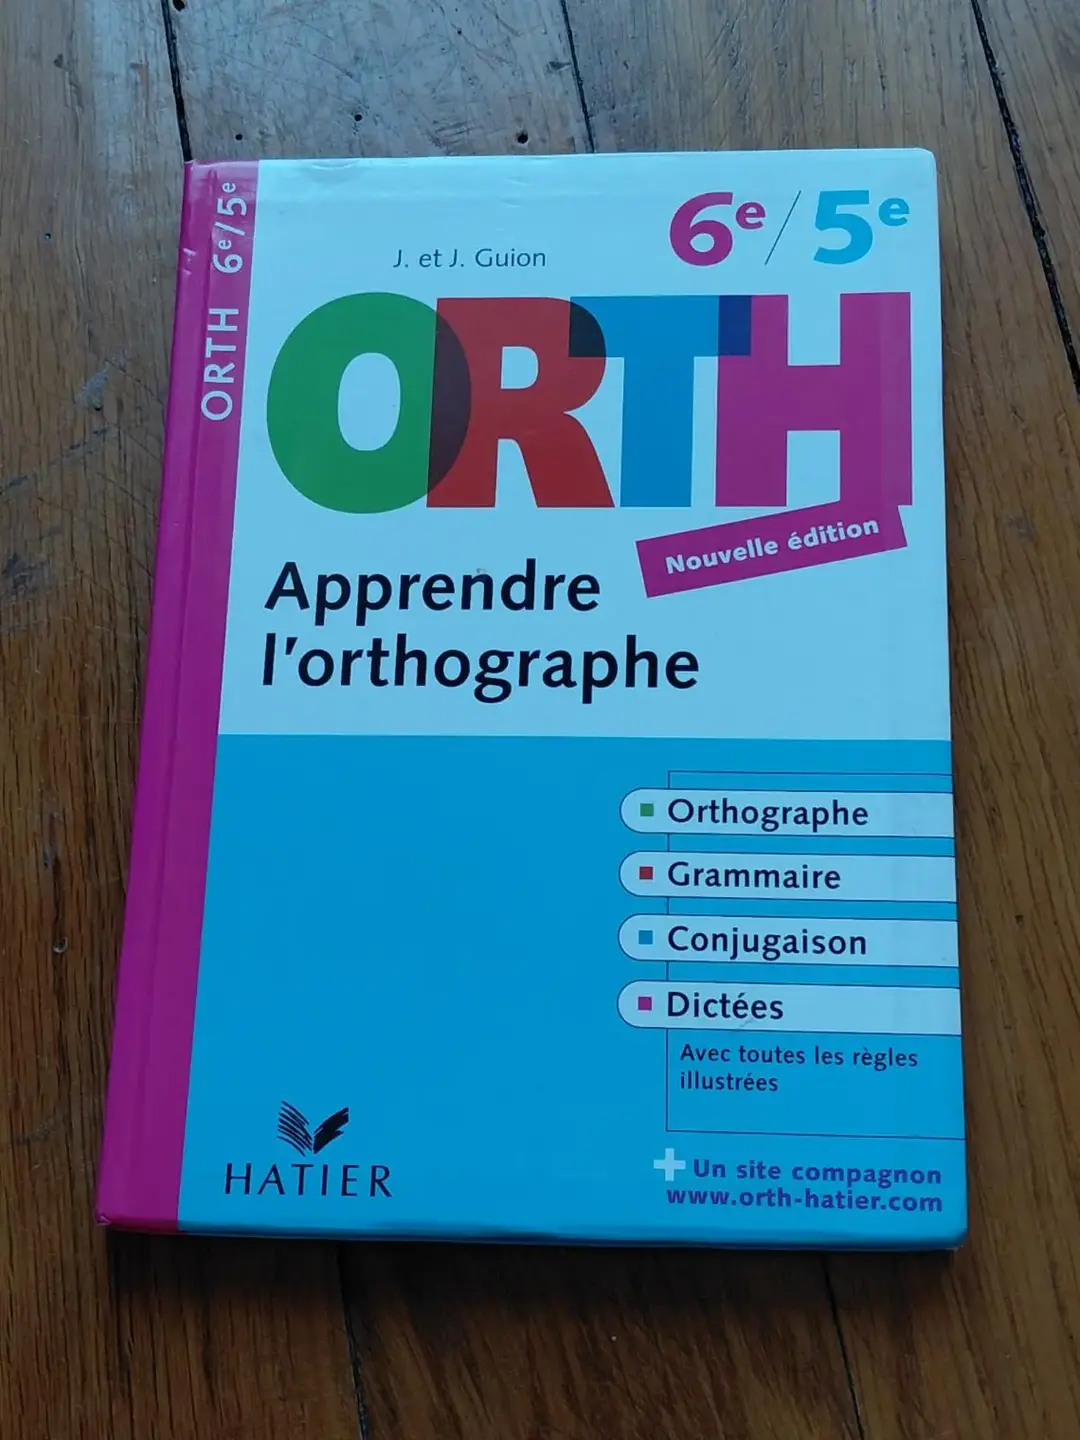 ORTH 6e/5e
6e/5e
J. et J. Guion
ORTH
Nouvelle édition
Apprendre
l'orthographe
Orthographe
Grammaire
Conjugaison
Dictées
Avec toutes les règles
illustrées
HATIER
+ Un site compagnon
www.orth-hatier.com